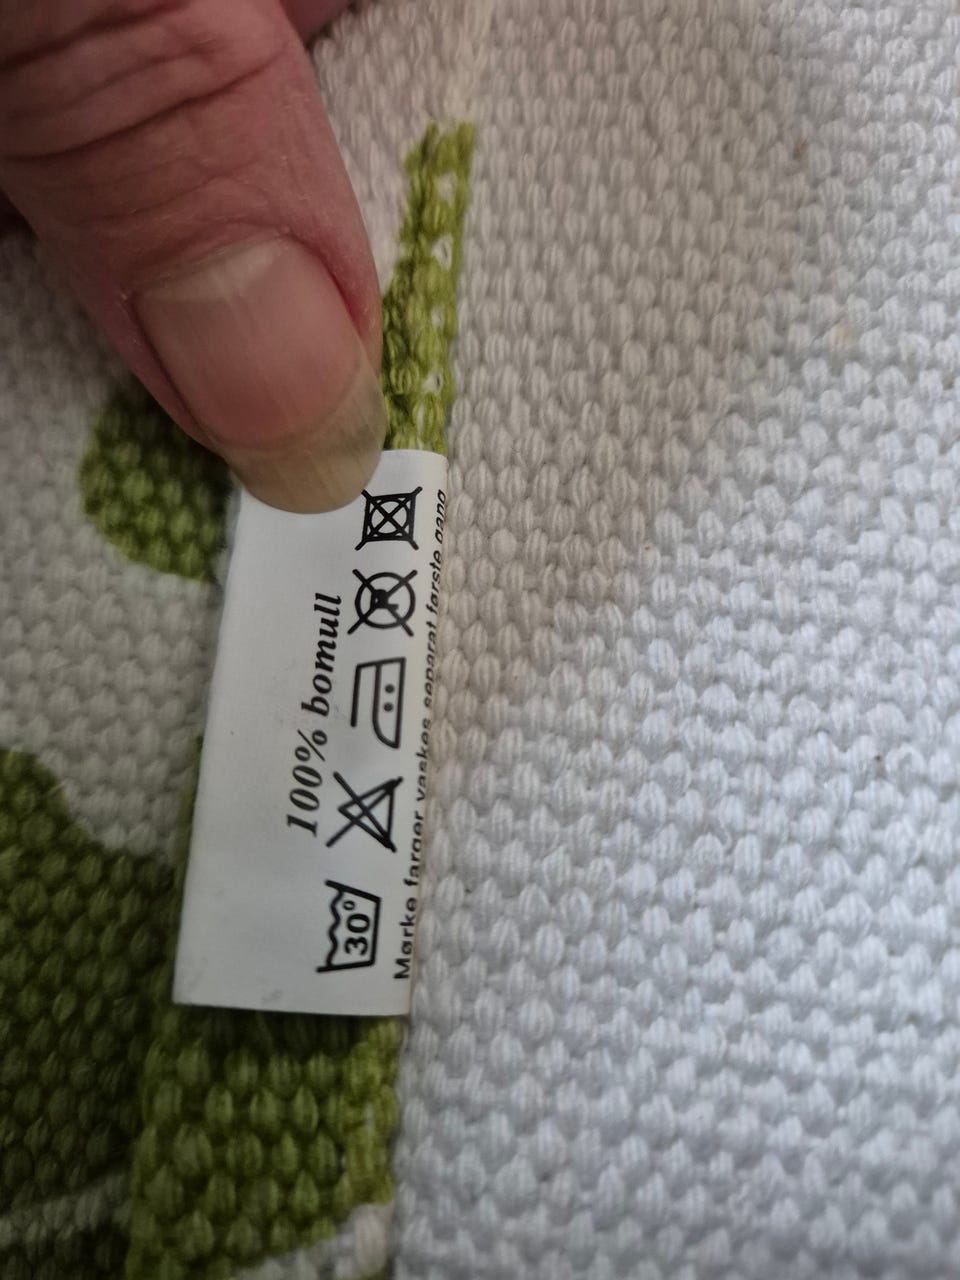 100% bomull
30°
P
Mørke farger vaskes separat første gang